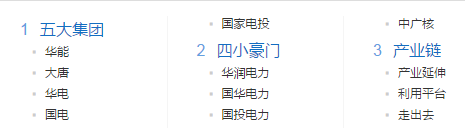 1 五大集团
华能
大唐
华电
国电
国家电投
2 四小豪门
华润电力
国华电力
国投电力
中广核
3 产业链
产业延伸
利用平台
走出去